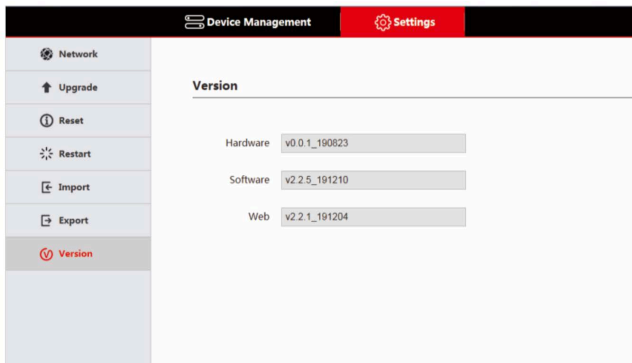 Device Management Settings
Network
Upgrade
Reset
Restart
Import
Export
Version
Version
Hardware v0.0.1_190823
Software v2.2.5_191210
Web v2.2.1_191204